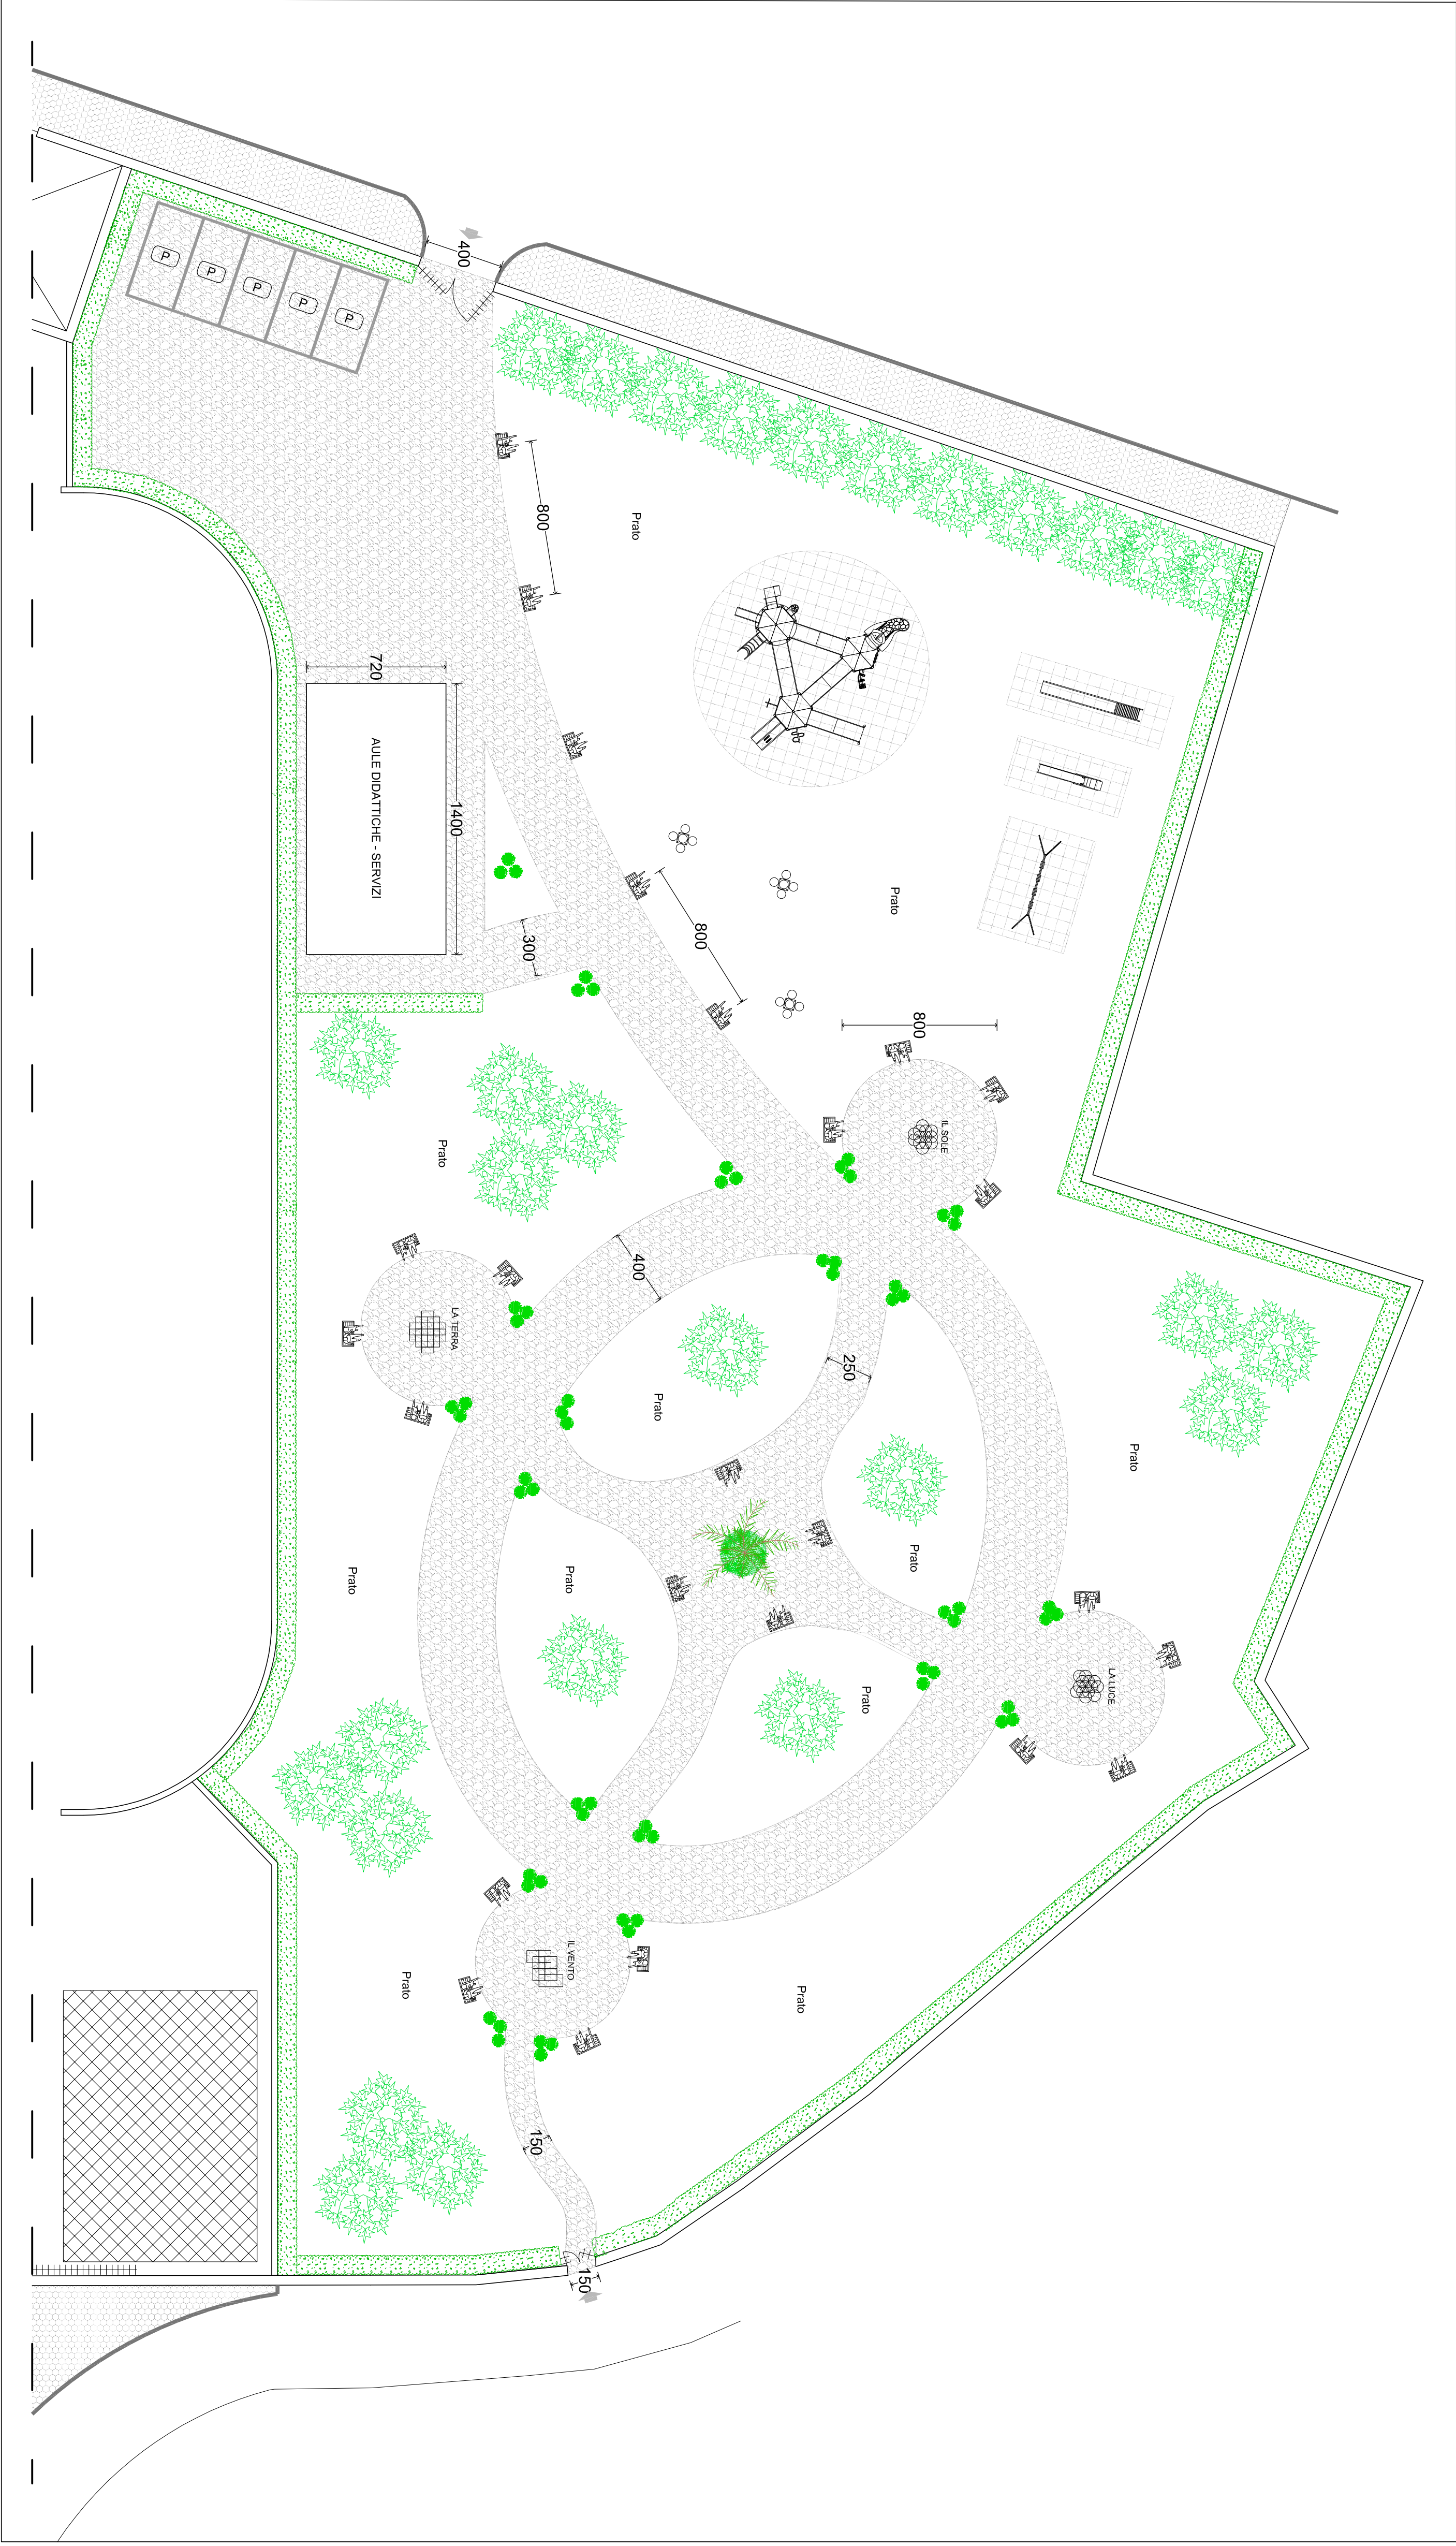 400
P
P
P
P
P
800
Prato
720
1400
AULE DIDATTICHE - SERVIZI
300
800
Prato
800
IL SOLE
Prato
400
LA TERRA
250
Prato
Prato
Prato
Prato
Prato
LA LUCE
Prato
IL VENTO
Prato
Prato
150
150